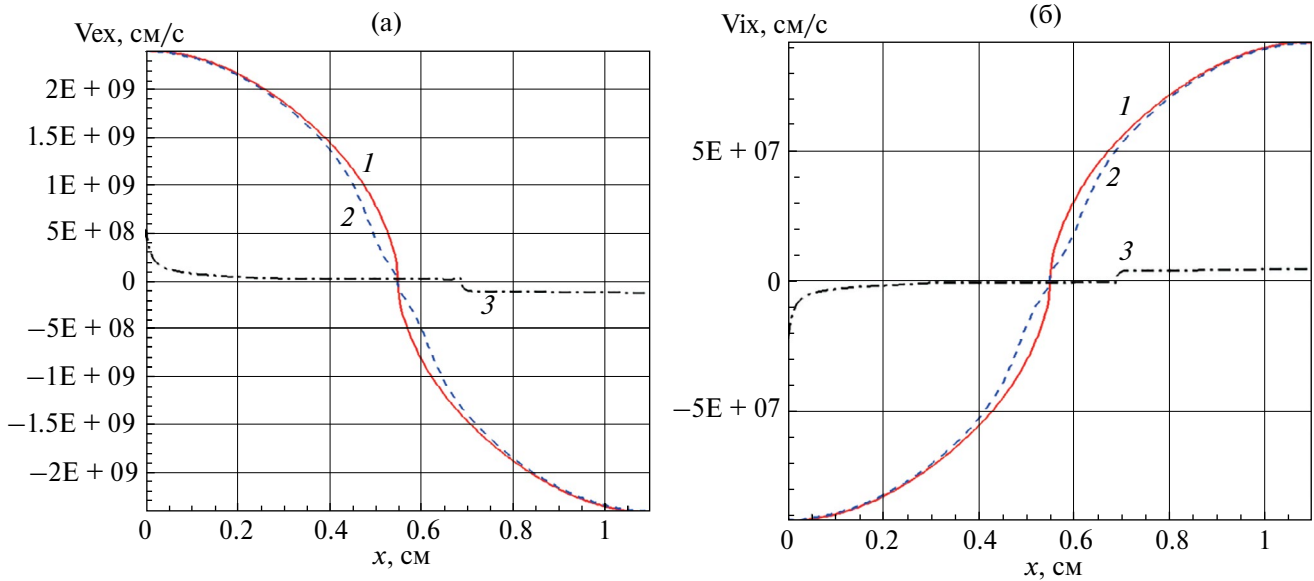 (а)
Vex, см/с
2E + 09
1.5E + 09
1E + 09
5E + 08
0
−5E + 08
−1E + 09
−1.5E + 09
−2E + 09
1
2
3
0 0.2 0.4 0.6 0.8 1
x, см
(б)
Vix, см/с
5E + 07
0
−5E + 07
1
2
3
0 0.2 0.4 0.6 0.8 1
x, см